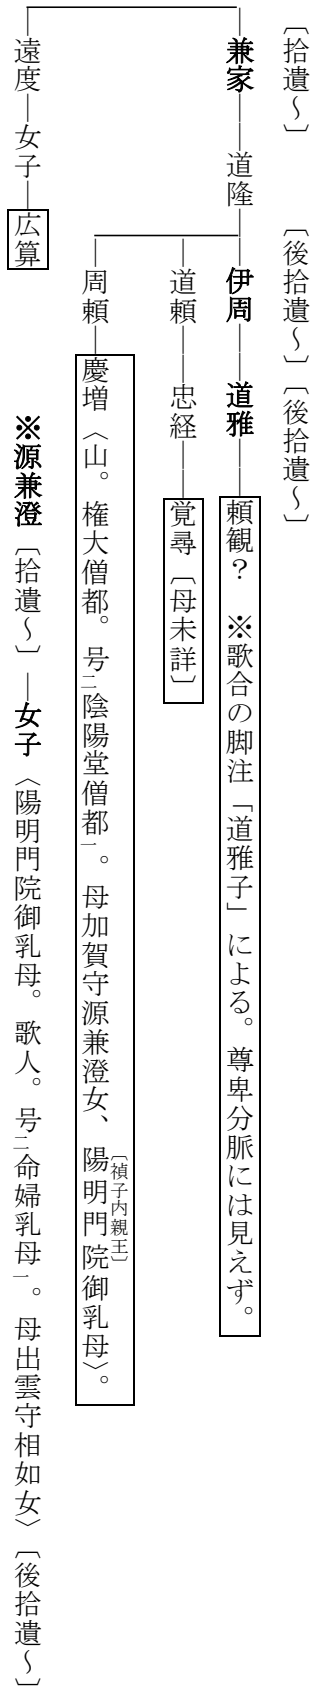 〔拾遺～〕　〔後拾遺～〕〔後拾遺～〕
兼家―道隆―伊周―道雅―頼観？　※歌合の脚注「道雅子」による。尊卑分脈には見えず。
道頼―忠経―覚尋〔母未詳〕
周頼―慶増〈山。権大僧都。号二陰陽堂僧都一。母加賀守源兼澄女、陽明門院御乳母〉。
〔禎子内親王〕
遠度―女子―広算
※源兼澄〔拾遺～〕―女子〈陽明門院御乳母。歌人。号二命婦乳母一。母出雲守相如女〉〔後拾遺～〕